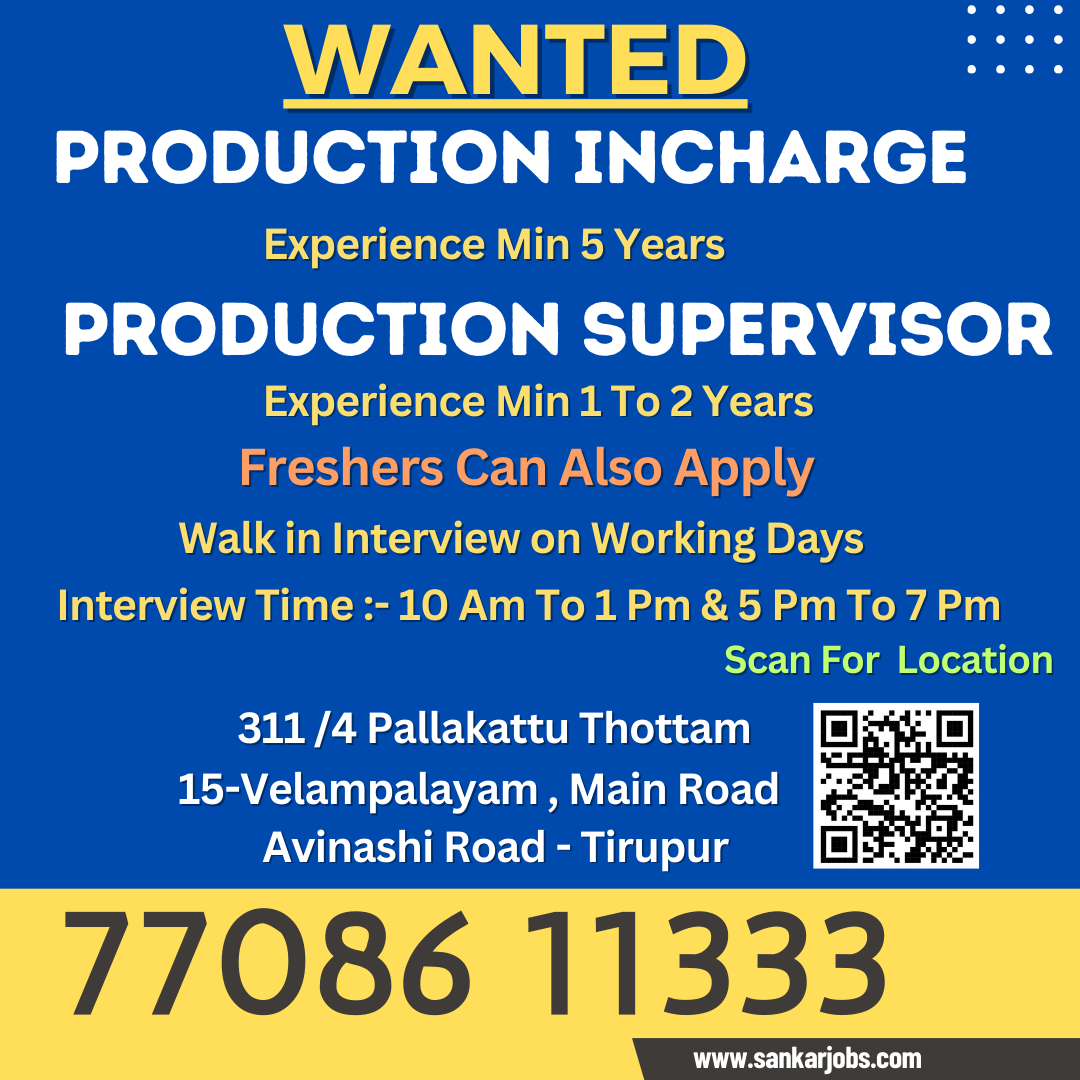 WANTED
PRODUCTION INCHARGE
Experience Min 5 Years
PRODUCTION SUPERVISOR
Experience Min 1 To 2 Years
Freshers Can Also Apply
Walk in Interview on Working Days
Interview Time :- 10 Am To 1 Pm & 5 Pm To 7 Pm
Scan For Location
311 /4 Pallakattu Thottam
15-Velampalayam , Main Road
Avinashi Road - Tirupur
77086 11333
www.sankarjobs.com